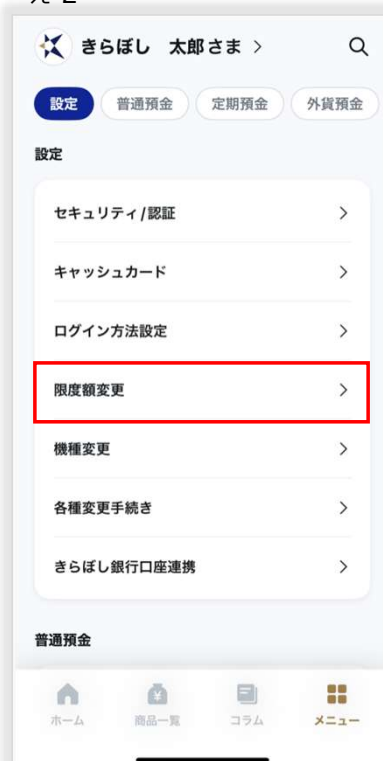 きらぼし 太郎さま >
設定 普通預金 定期預金 外貨預金
設定
セキュリティ/認証 >
キャッシュカード >
ログイン方法設定 >
限度額変更 >
機種変更 >
各種変更手続き >
きらぼし銀行口座連携 >
普通預金
ホーム 商品一覧 コラム メニュー